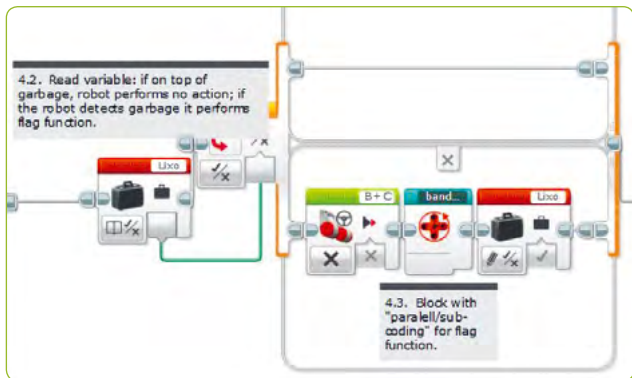 4.2. Read variable: if on top of
garbage, robot performs no action; if
the robot detects garbage it performs
flag function.
Lixo
B+C
band...
Lixo
4.3. Block with
"paralell/sub-
coding" for flag
function.